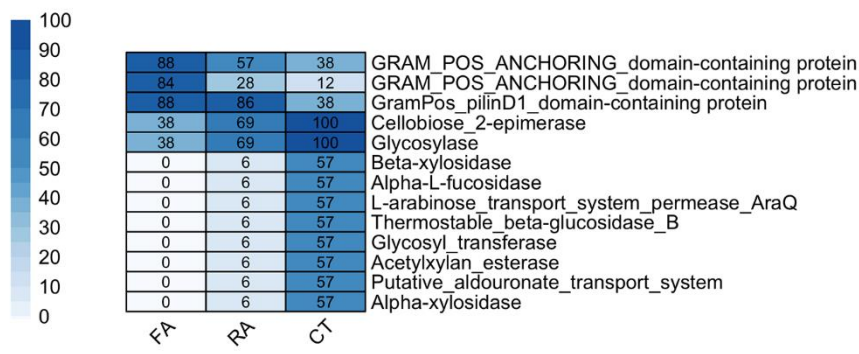 100
90
80
70
60
50
40
30
20
10
0
88 57 38 GRAM_POS_ANCHORING_domain-containing protein
84 28 12 GRAM_POS_ANCHORING_domain-containing protein
88 86 38 GramPos_pilinD1_domain-containing protein
38 69 100 Cellobiose_2-epimerase
38 69 100 Glycosylase
0 6 57 Beta-xylosidase
0 6 57 Alpha-L-fucosidase
0 6 57 L-arabinose_transport_system_permease_AraQ
0 6 57 Thermostable_beta-glucosidase_B
0 6 57 Glycosyl_transferase
0 6 57 Acetylxylan_esterase
0 6 57 Putative_aldouronate_transport_system
0 6 57 Alpha-xylosidase
FA RA CT